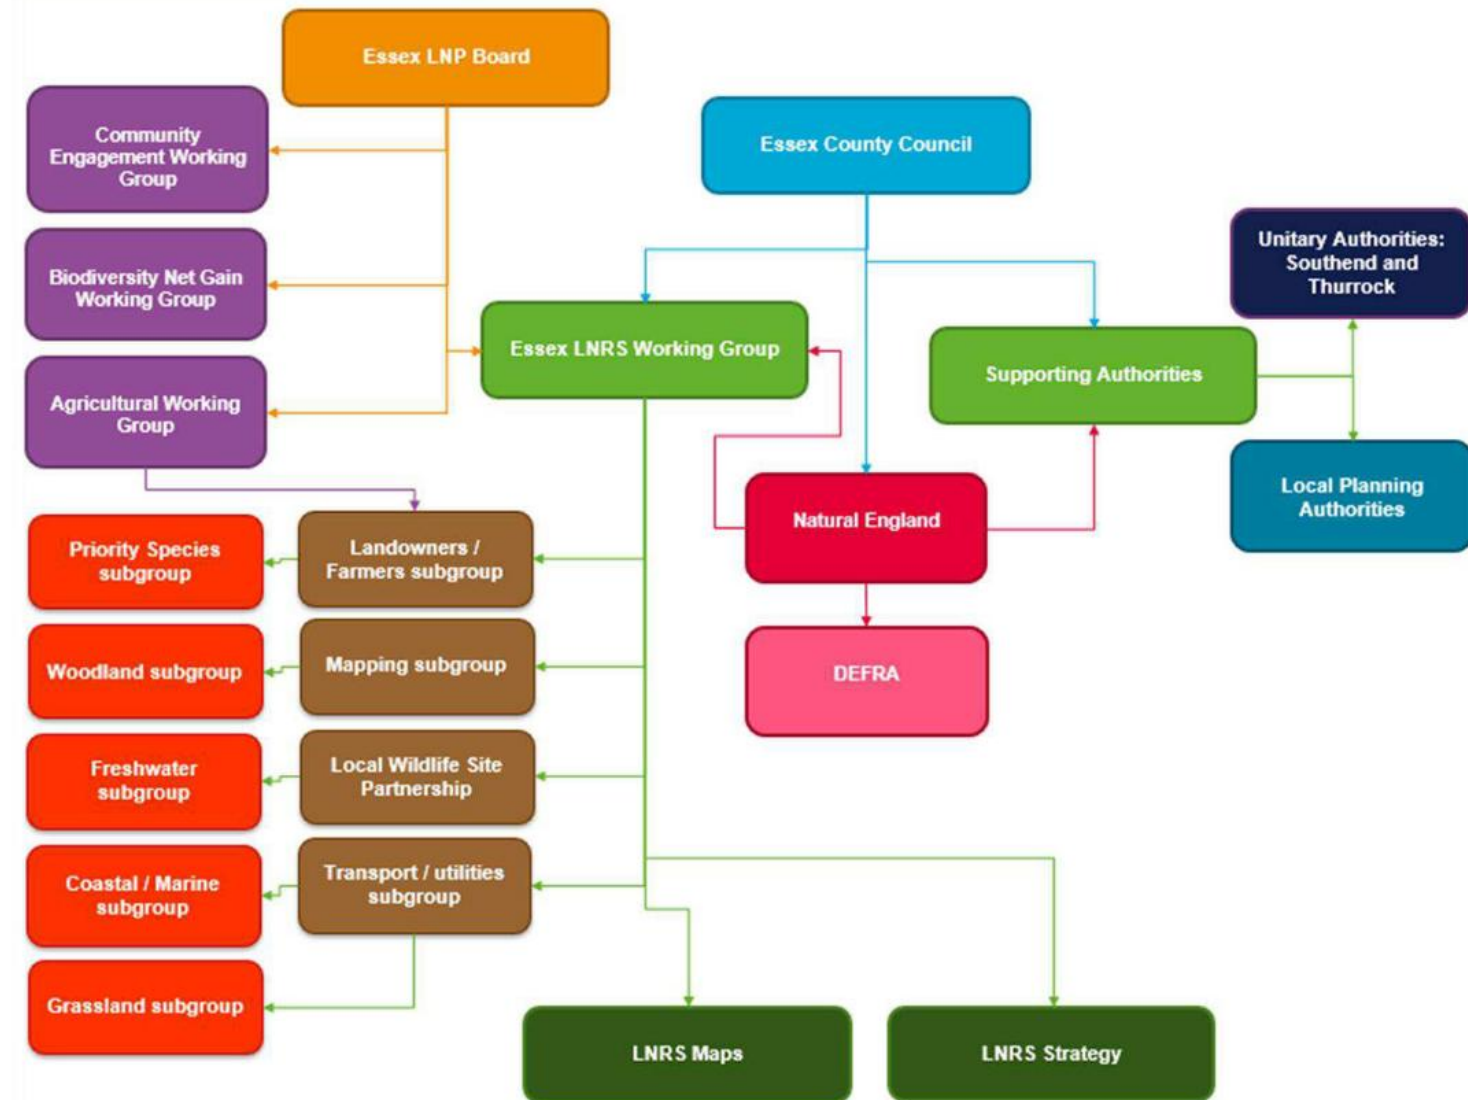 Essex LNP Board
Community
Engagement Working
Group
Essex County Council
Unitary Authorities:
Southend and
Thurrock
Biodiversity Net Gain
Working Group
Essex LNRS Working Group
Supporting Authorities
Agricultural Working
Group
Local Planning
Authorities
Natural England
Priority Species
subgroup
Landowners /
Farmers subgroup
Woodland subgroup
Mapping subgroup
DEFRA
Freshwater
subgroup
Local Wildlife Site
Partnership
Coastal / Marine
subgroup
Transport / utilities
subgroup
Grassland subgroup
LNRS Maps
LNRS Strategy